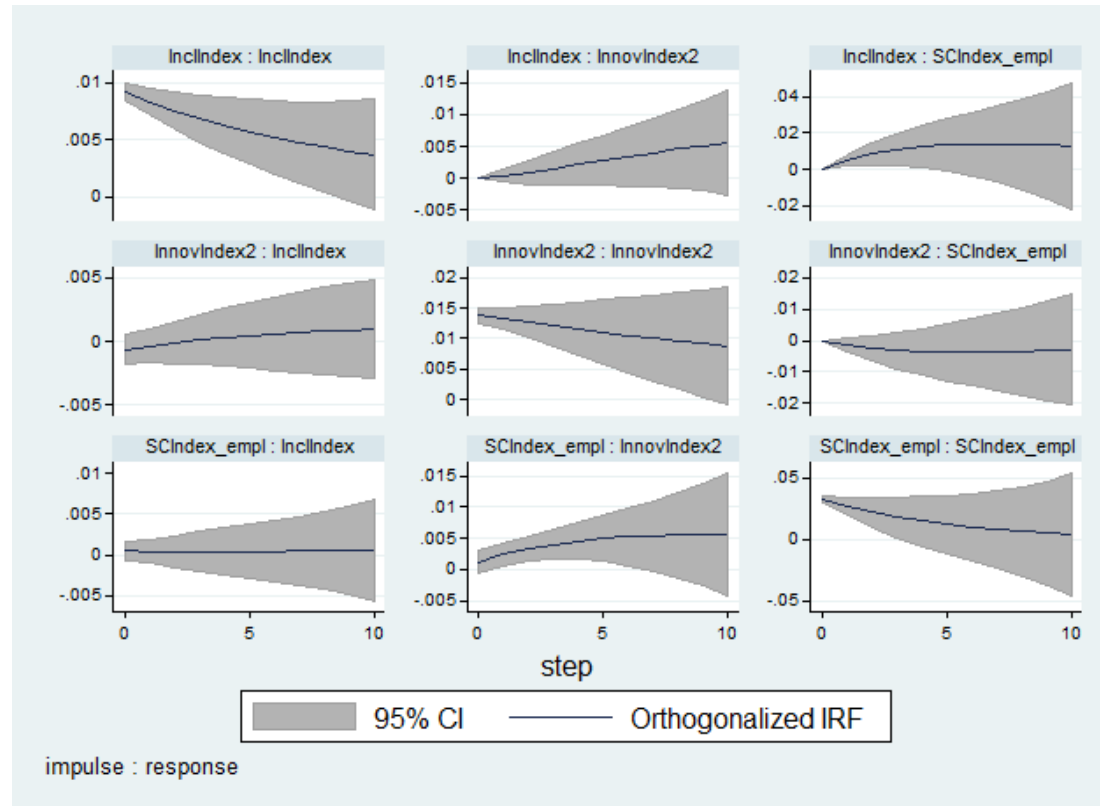 InclIndex : InclIndex
InclIndex : InnovIndex2
InclIndex : SCIndex_empl
.01
.005
0
.015
.01
.005
0
-.005
.04
.02
0
-.02
InnovIndex2 : InclIndex
InnovIndex2 : InnovIndex2
InnovIndex2 : SCIndex_empl
.005
0
-.005
.02
.015
.01
.005
0
.02
.01
0
-.01
-.02
SCIndex_empl : InclIndex
SCIndex_empl : InnovIndex2
SCIndex_empl : SCIndex_empl
.01
.005
0
-.005
.015
.01
.005
0
-.005
.05
0
-.05
0 5 10
0 5 10
0 5 10
step
95% CI Orthogonalized IRF
impulse : response